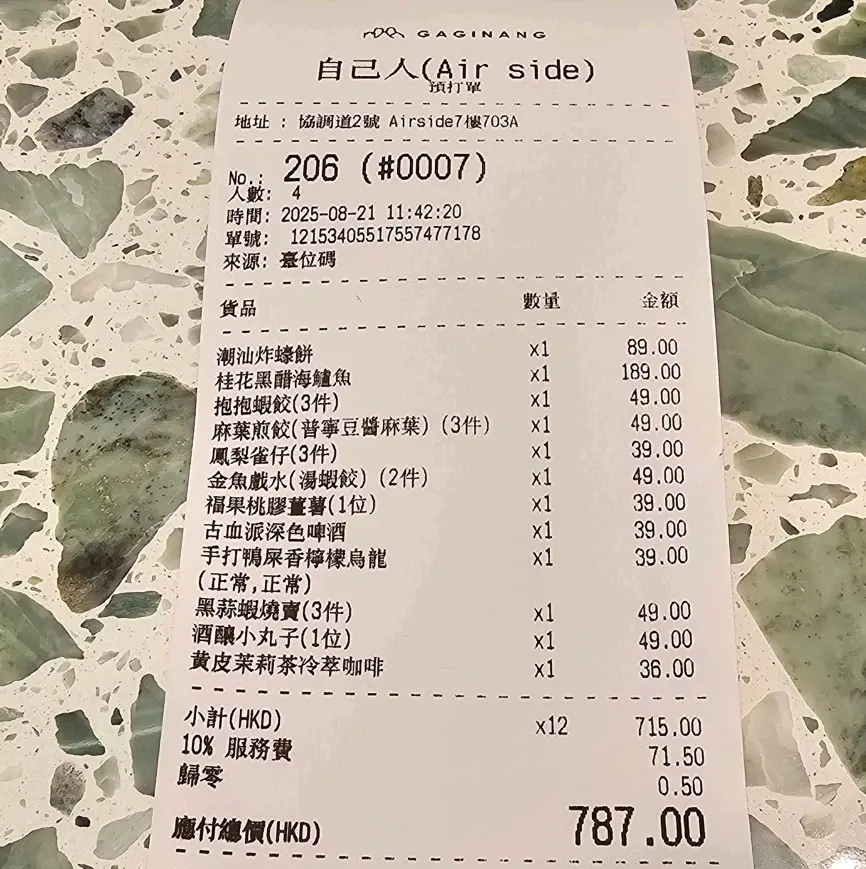 GAGINANG
自己人(Air side)
預打單
地址 : 協調道2號 Airside7樓703A
No.: 206 (#0007)
人數: 4
時間: 2025-08-21 11:42:20
單號: 12153405517557477178
來源: 臺位碼
貨品 數量 金額
潮汕炸蠔餅 x1 89.00
桂花黑醋海鱸魚 x1 189.00
抱抱蝦餃(3件) x1 49.00
麻葉煎餃(普寧豆醬麻葉) (3件) x1 49.00
鳳梨雀仔(3件) x1 39.00
金魚戲水(湯蝦餃) (2件) x1 49.00
福果桃膠薑薯(1位) x1 39.00
古血派深色啤酒 x1 39.00
手打鴨屎香檸檬烏龍 x1 39.00
(正常,正常)
黑蒜蝦燒賣(3件) x1 49.00
酒釀小丸子(1位) x1 49.00
黃皮茉莉茶冷萃咖啡 x1 36.00
小計(HKD) x12 715.00
10% 服務費 71.50
歸零 0.50
應付總價(HKD) 787.00